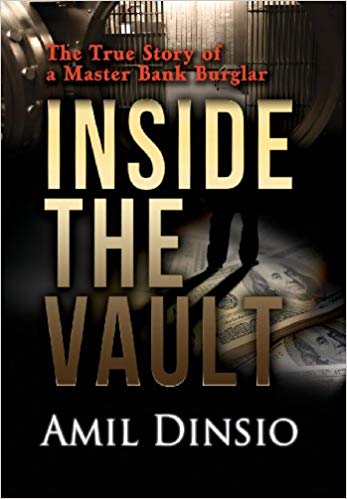 The True Story of
a Master Bank Burglar
INSIDE
THE
VAULT
AMIL DINSIO